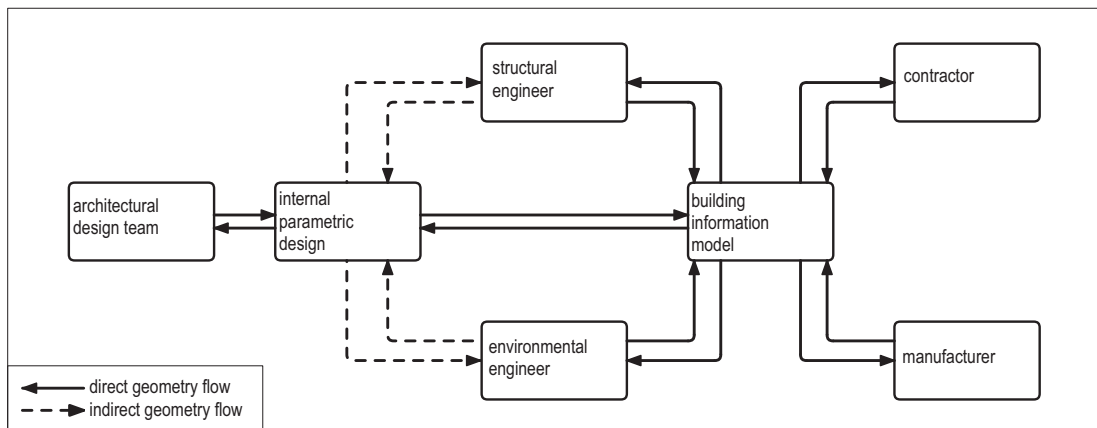 structural
engineer
contractor
architectural
design team
internal
parametric
design
building
information
model
environmental
engineer
manufacturer
direct geometry flow
indirect geometry flow